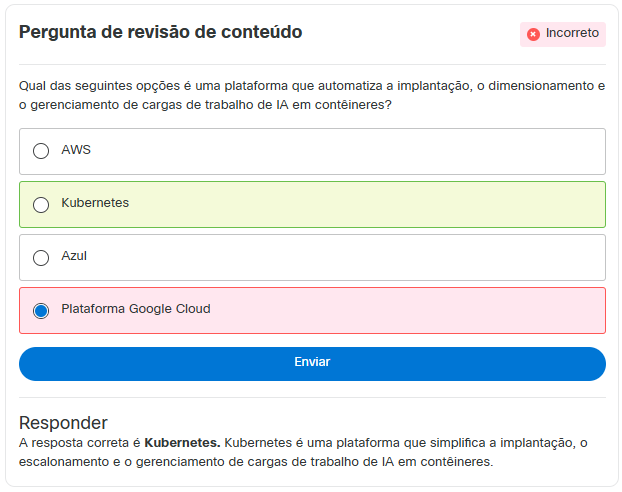 Pergunta de revisão de conteúdo
Incorreto
Qual das seguintes opções é uma plataforma que automatiza a implantação, o dimensionamento e
o gerenciamento de cargas de trabalho de IA em contêineres?
AWS
Kubernetes
Azul
Plataforma Google Cloud
Enviar
Responder
A resposta correta é Kubernetes. Kubernetes é uma plataforma que simplifica a implantação, o
escalonamento e o gerenciamento de cargas de trabalho de IA em contêineres.